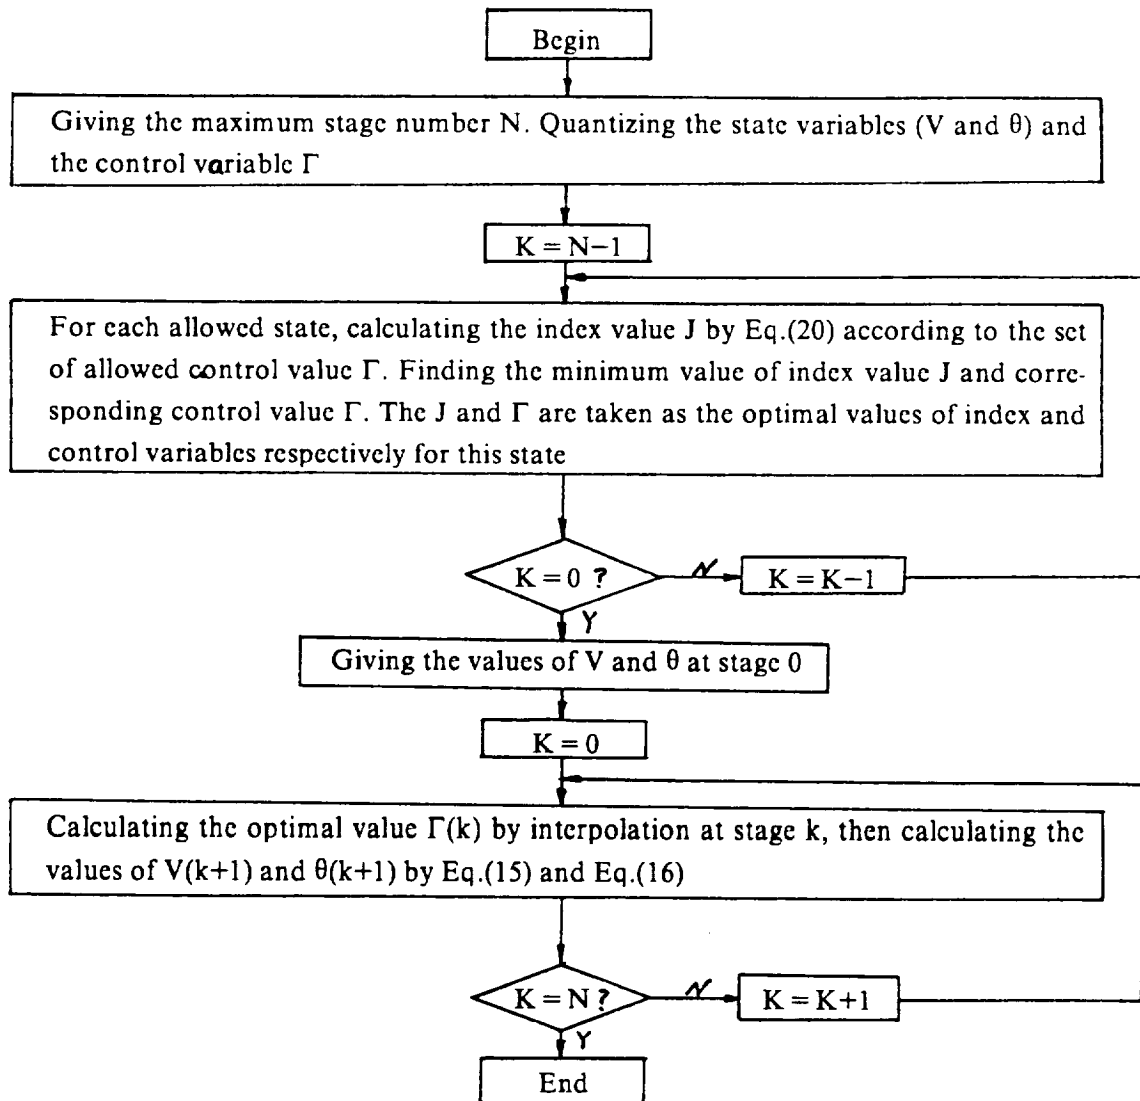 Begin
Giving the maximum stage number N. Quantizing the state variables (V and θ) and
the control variable Γ
K = N−1
For each allowed state, calculating the index value J by Eq.(20) according to the set
of allowed control value Γ. Finding the minimum value of index value J and corre-
sponding control value Γ. The J and Γ are taken as the optimal values of index and
control variables respectively for this state
K = 0 ?
N
K = K−1
Y
Giving the values of V and θ at stage 0
K = 0
Calculating the optimal value Γ(k) by interpolation at stage k, then calculating the
values of V(k+1) and θ(k+1) by Eq.(15) and Eq.(16)
K = N ?
N
K = K+1
Y
End